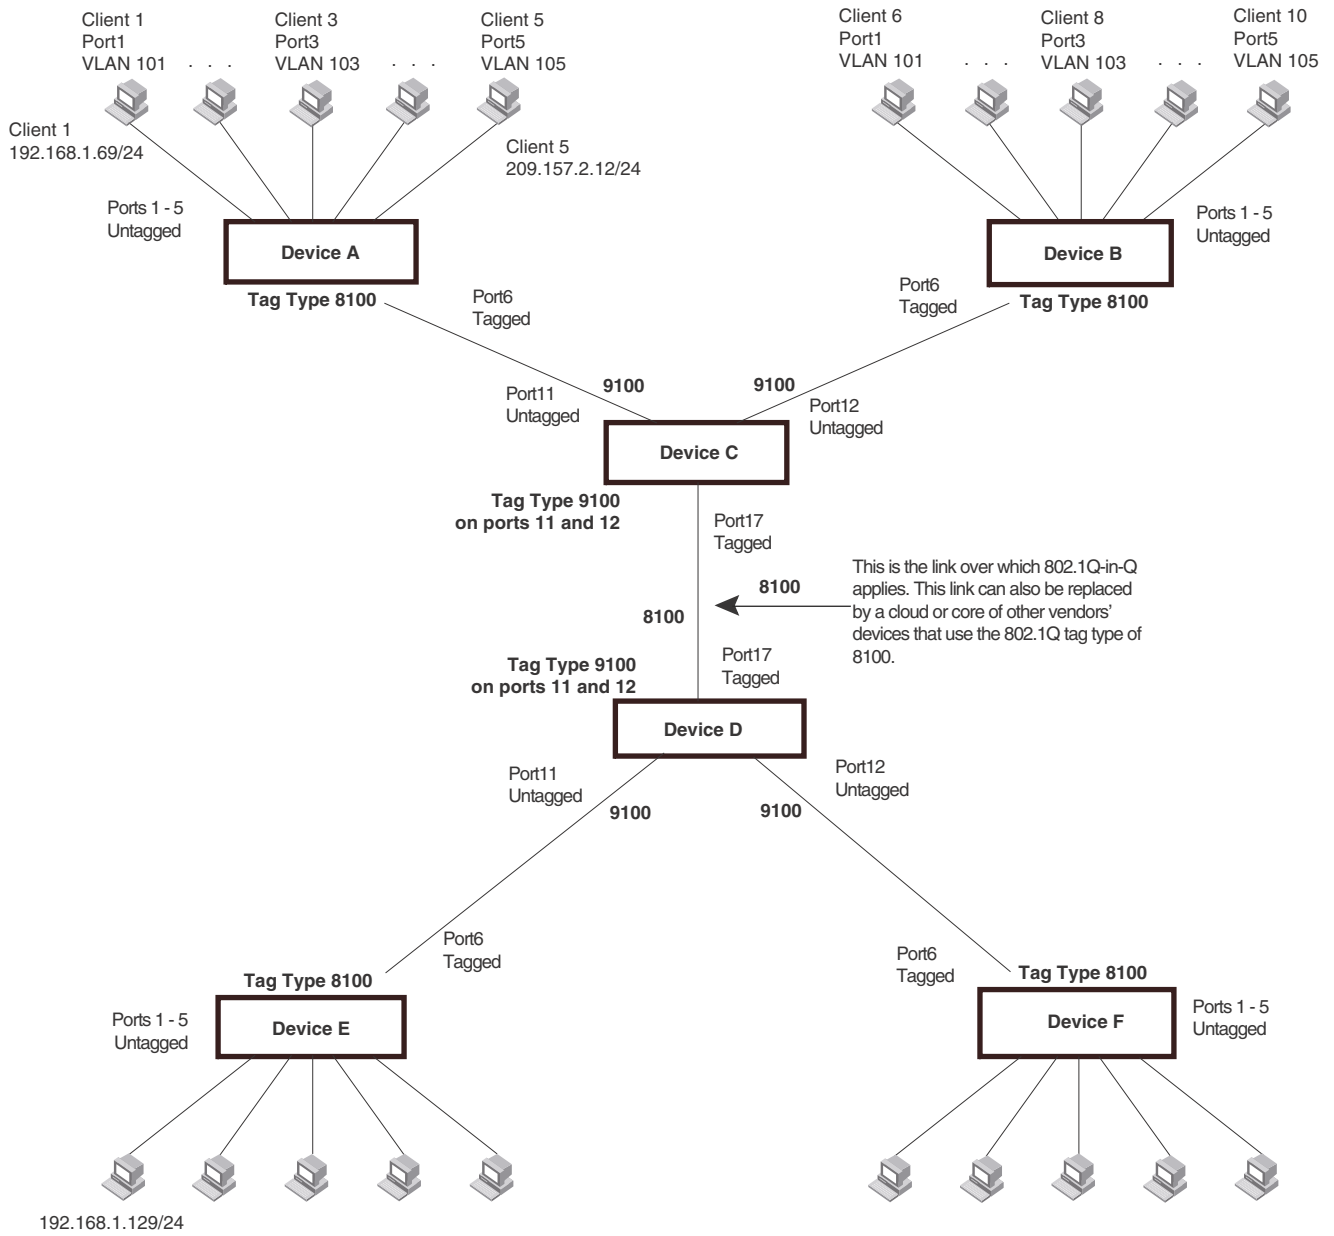 Client 1
Port1
VLAN 101
. . .
Client 3
Port3
VLAN 103
. . .
Client 5
Port5
VLAN 105
Client 6
Port1
VLAN 101
. . .
Client 8
Port3
VLAN 103
. . .
Client 10
Port5
VLAN 105
Client 1
192.168.1.69/24
Client 5
209.157.2.12/24
Ports 1 - 5
Untagged
Device A
Tag Type 8100
Ports 1 - 5
Untagged
Device B
Tag Type 8100
Port6
Tagged
Port6
Tagged
Port11
Untagged
9100
9100
Port12
Untagged
Device C
Tag Type 9100
on ports 11 and 12
Port17
Tagged
8100
8100
This is the link over which 802.1Q-in-Q
applies. This link can also be replaced
by a cloud or core of other vendors'
devices that use the 802.1Q tag type of
8100.
Tag Type 9100
on ports 11 and 12
Port17
Tagged
Device D
Port11
Untagged
9100
9100
Port12
Untagged
Port6
Tagged
Port6
Tagged
Tag Type 8100
Ports 1 - 5
Untagged
Device E
Tag Type 8100
Device F
Ports 1 - 5
Untagged
192.168.1.129/24